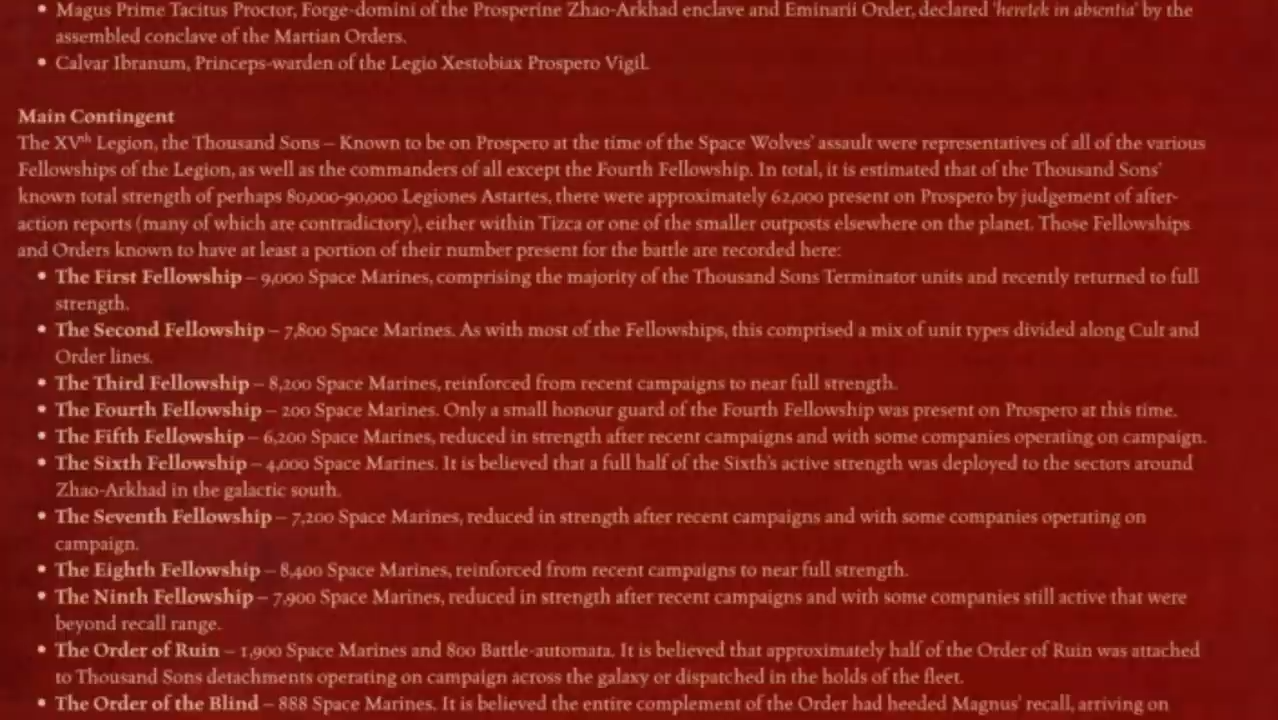 • Magus Prime Tacitus Proctor, Forge-domini of the Prosperine Zhao-Arkhad enclave and Eminarii Order, declared 'heretek in absentia' by the
assembled conclave of the Martian Orders.
• Calvar Ibranum, Princeps-warden of the Legio Xestobiax Prospero Vigil.
Main Contingent
The XVth Legion, the Thousand Sons – Known to be on Prospero at the time of the Space Wolves' assault were representatives of all of the various
Fellowships of the Legion, as well as the commanders of all except the Fourth Fellowship. In total, it is estimated that of the Thousand Sons'
known total strength of perhaps 80,000-90,000 Legiones Astartes, there were approximately 62,000 present on Prospero by judgement of after-
action reports (many of which are contradictory), either within Tizca or one of the smaller outposts elsewhere on the planet. Those Fellowships
and Orders known to have at least a portion of their number present for the battle are recorded here:
• The First Fellowship – 9,000 Space Marines, comprising the majority of the Thousand Sons Terminator units and recently returned to full
strength.
• The Second Fellowship – 7,800 Space Marines. As with most of the Fellowships, this comprised a mix of unit types divided along Cult and
Order lines.
• The Third Fellowship – 8,200 Space Marines, reinforced from recent campaigns to near full strength.
• The Fourth Fellowship – 200 Space Marines. Only a small honour guard of the Fourth Fellowship was present on Prospero at this time.
• The Fifth Fellowship – 6,200 Space Marines, reduced in strength after recent campaigns and with some companies operating on campaign.
• The Sixth Fellowship – 4,000 Space Marines. It is believed that a full half of the Sixth's active strength was deployed to the sectors around
Zhao-Arkhad in the galactic south.
• The Seventh Fellowship – 7,200 Space Marines, reduced in strength after recent campaigns and with some companies operating on
campaign.
• The Eighth Fellowship – 8,400 Space Marines, reinforced from recent campaigns to near full strength.
• The Ninth Fellowship – 7,900 Space Marines, reduced in strength after recent campaigns and with some companies still active that were
beyond recall range.
• The Order of Ruin – 1,900 Space Marines and 800 Battle-automata. It is believed that approximately half of the Order of Ruin was attached
to Thousand Sons detachments operating on campaign across the galaxy or dispatched in the holds of the fleet.
• The Order of the Blind – 888 Space Marines. It is believed the entire complement of the Order had heeded Magnus' recall, arriving on